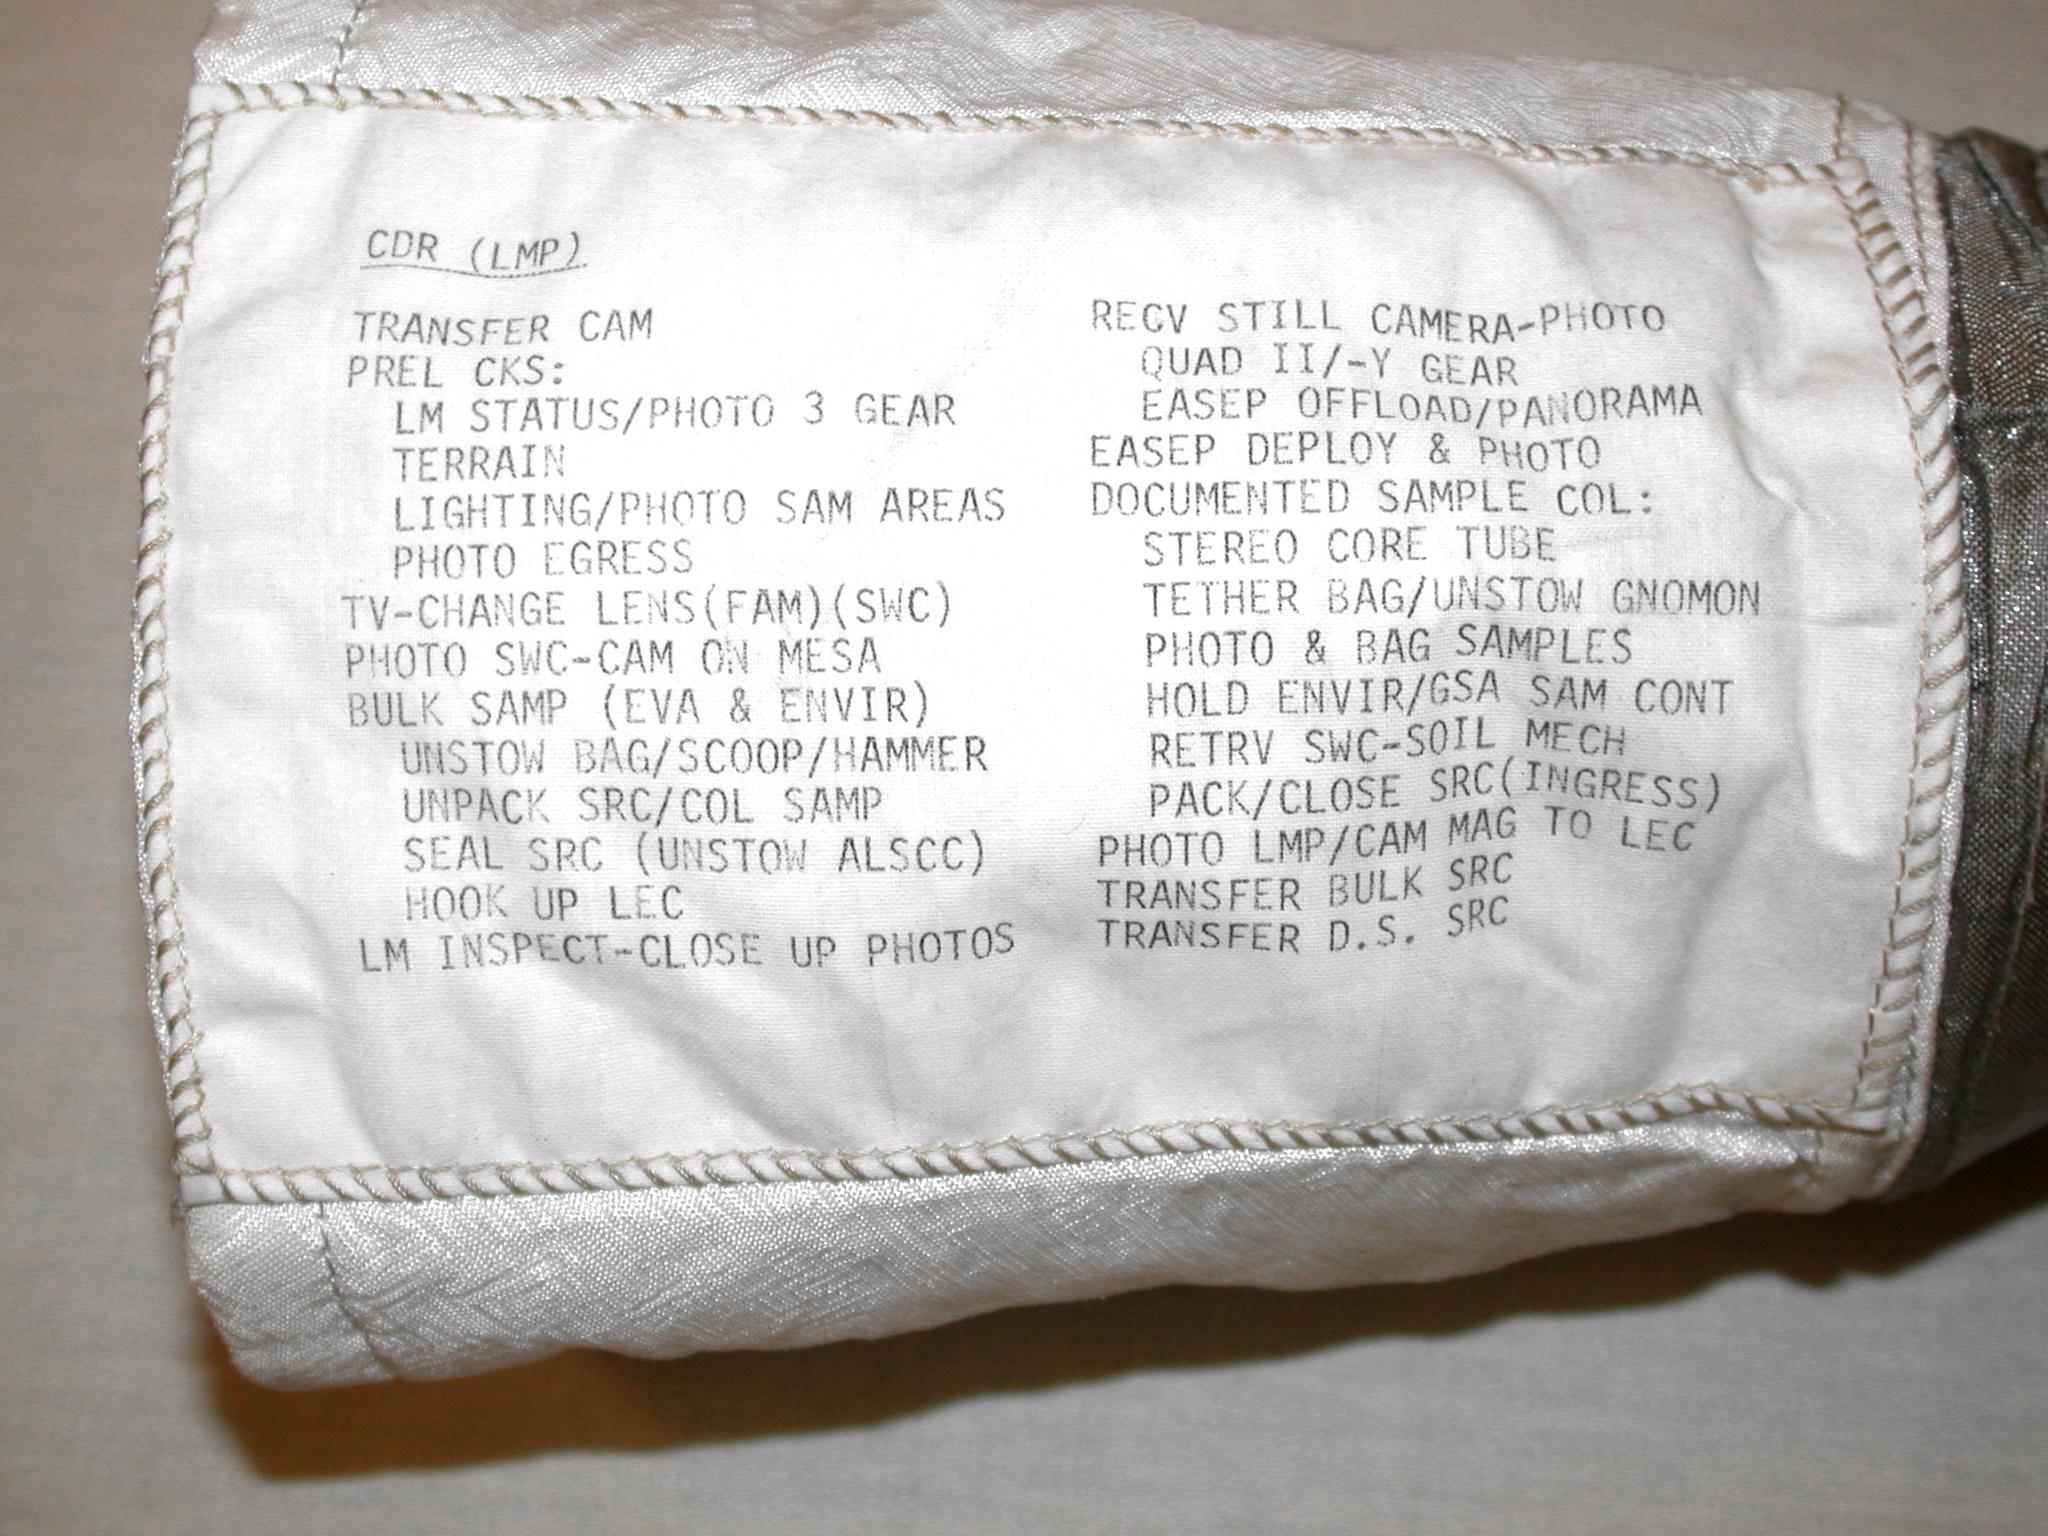 CDR (LMP)
TRANSFER CAM
PREL CKS:
LM STATUS/PHOTO 3 GEAR
TERRAIN
LIGHTING/PHOTO SAM AREAS
PHOTO EGRESS
TV-CHANGE LENS(FAM)(SWC)
PHOTO SWC-CAM ON MESA
BULK SAMP (EVA & ENVIR)
UNSTOW BAG/SCOOP/HAMMER
UNPACK SRC/COL SAMP
SEAL SRC (UNSTOW ALSCC)
HOOK UP LEC
LM INSPECT-CLOSE UP PHOTOS
RECV STILL CAMERA-PHOTO
QUAD II/-Y GEAR
EASEP OFFLOAD/PANORAMA
EASEP DEPLOY & PHOTO
DOCUMENTED SAMPLE COL:
STEREO CORE TUBE
TETHER BAG/UNSTOW GNOMON
PHOTO & BAG SAMPLES
HOLD ENVIR/GSA SAM CONT
RETRV SWC-SOIL MECH
PACK/CLOSE SRC(INGRESS)
PHOTO LMP/CAM MAG TO LEC
TRANSFER BULK SRC
TRANSFER D.S. SRC